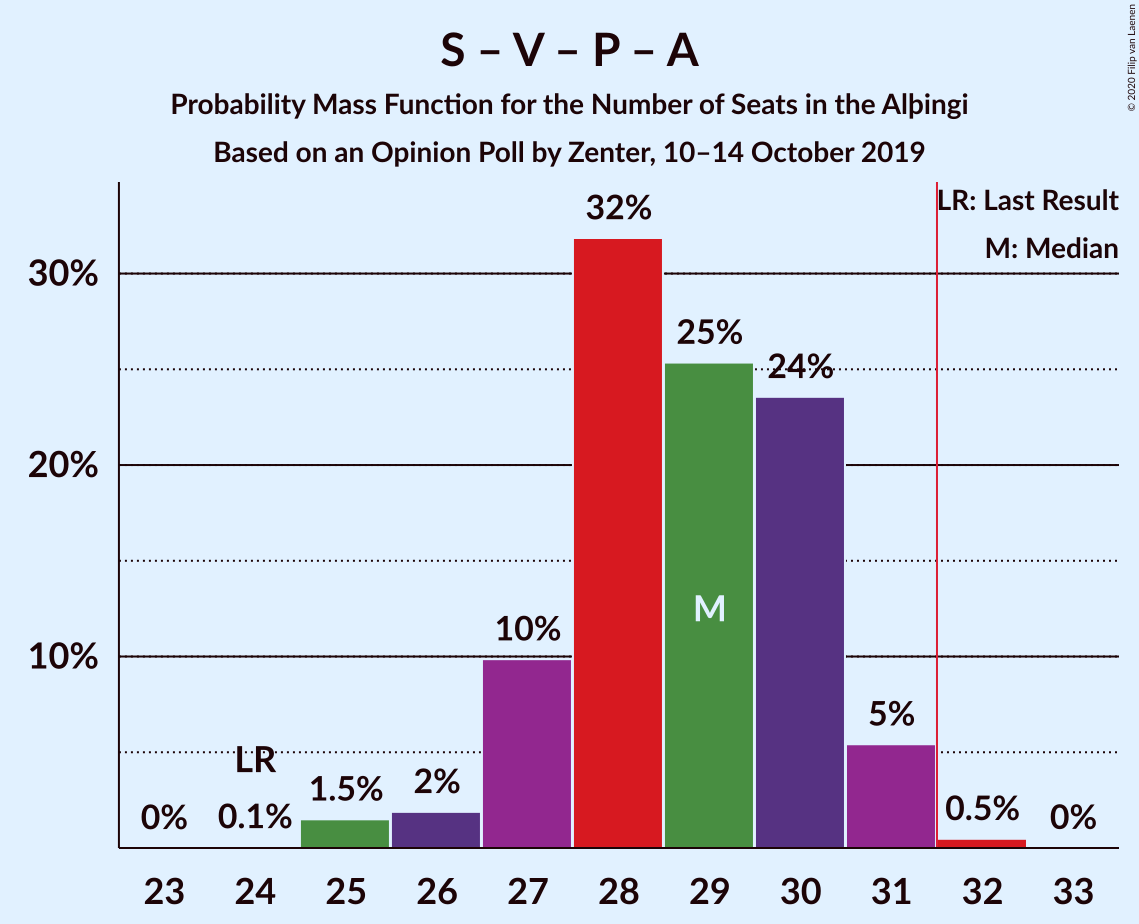 S – V – P – A
Probability Mass Function for the Number of Seats in the Alþingi
Based on an Opinion Poll by Zenter, 10–14 October 2019
© 2020 Filip van Laenen
LR: Last Result
M: Median
30%
20%
10%
0%
LR
0.1%
1.5%
2%
10%
32%
25%
M
24%
5%
0.5%
0%
23 24 25 26 27 28 29 30 31 32 33